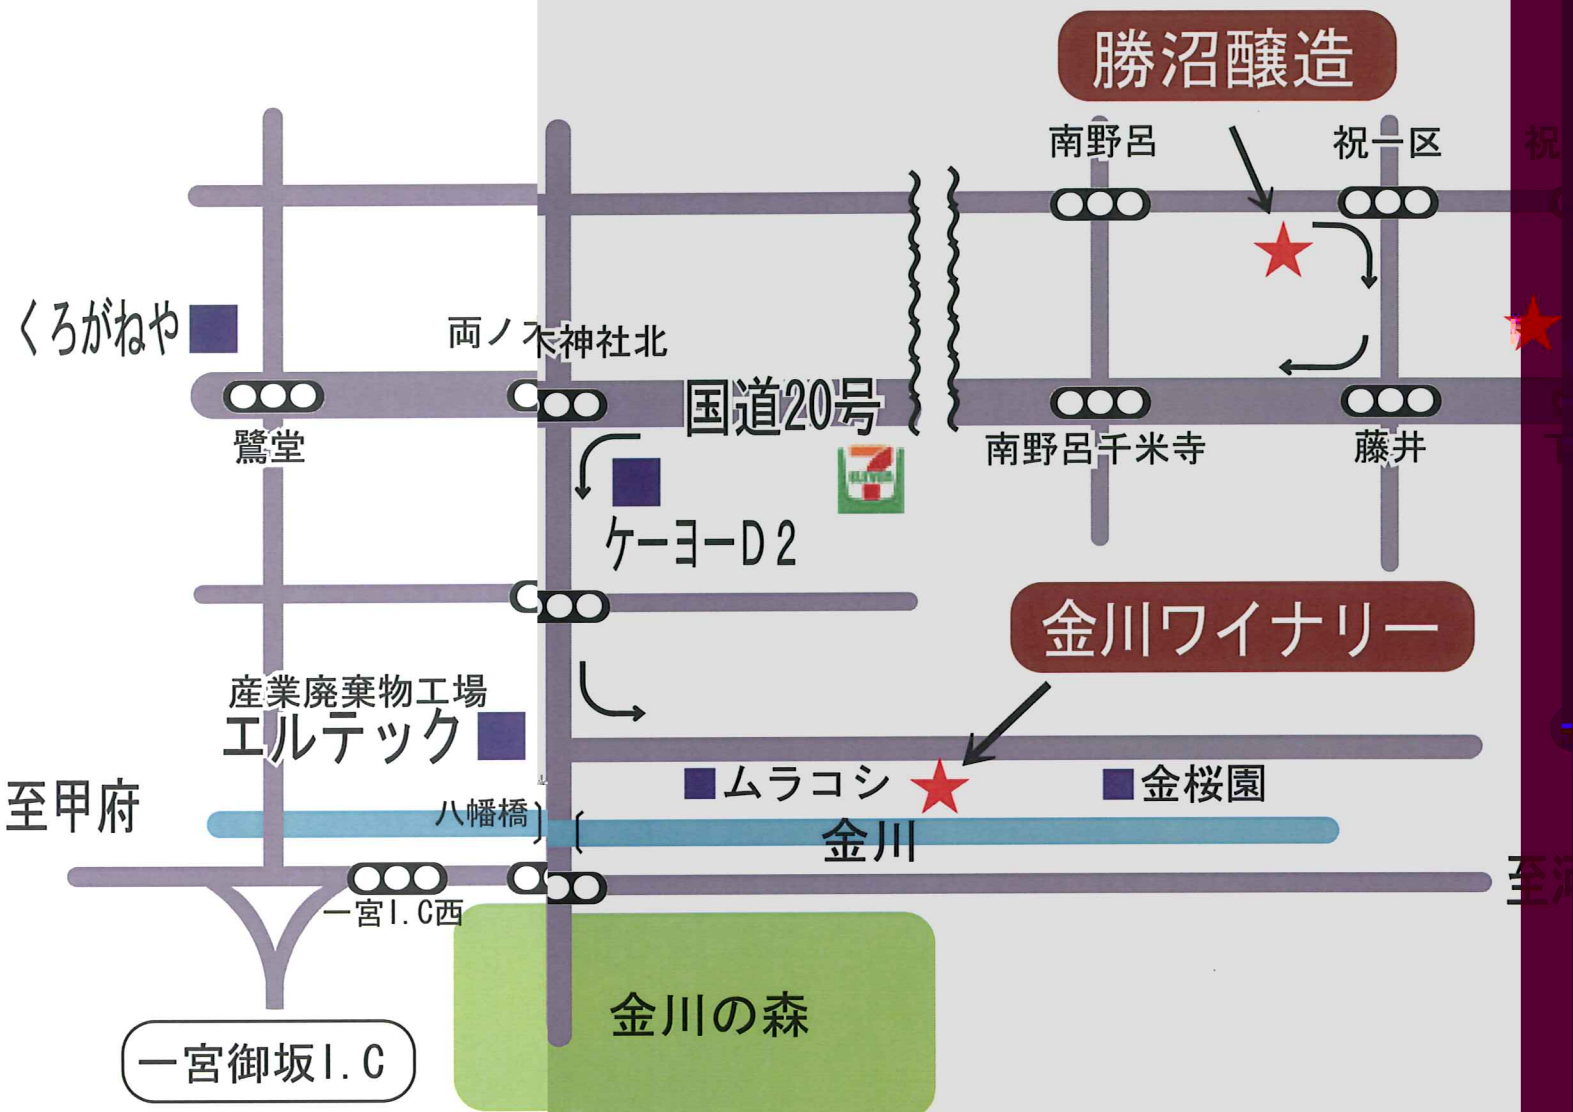 勝沼醸造
南野呂
祝一区
祝
くろがねや
両ノ木神社北
国道20号
鷺堂
南野呂千米寺
藤井
ELEVEN
ケーヨーD2
金川ワイナリー
産業廃棄物工場
エルテック
ムラコシ
金桜園
至甲府
八幡橋
金川
一宮I.C西
金川の森
一宮御坂I.C